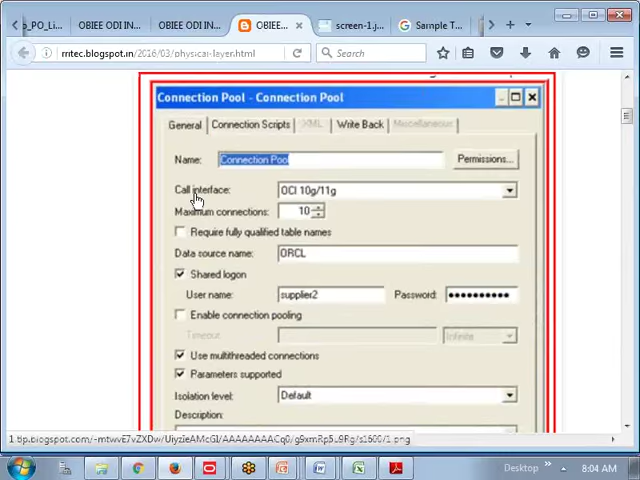 _PO_Li...
OBIEE ODI IN...
OBIEE ODI IN...
OBIEE...
screen-1.j...
Sample T...
rritec.blogspot.in/2016/03/physical-layer.html
Search
Connection Pool - Connection Pool
General
Connection Scripts
XML
Write Back
Miscellaneous
Name:
Connection Pool
Permissions...
Call interface:
OCI 10g/11g
Maximum connections:
10
Require fully qualified table names
Data source name:
ORCL
Shared logon
User name:
supplier2
Password:
Enable connection pooling
Timeout:
Infinite
Use multithreaded connections
Parameters supported
Isolation level:
Default
Description:
Desktop
8:04 AM